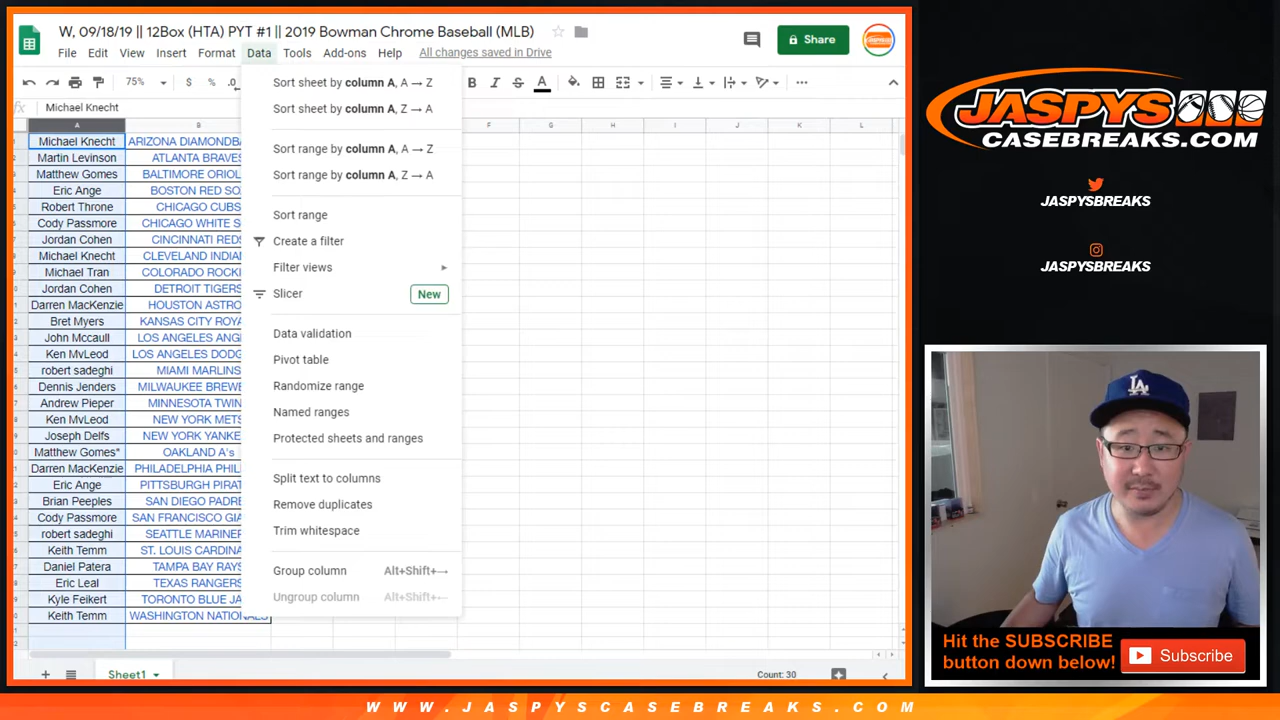 W, 09/18/19 || 12Box (HTA) PYT #1 || 2019 Bowman Chrome Baseball (MLB)
File Edit View Format Data Tools Add-ons Help All changes saved in Drive
Share
75% $ % B I S A
Michael Knecht
A B F G H I J K L
Michael Knecht ARIZONA DIAMONDBA
Martin Levinson ATLANTA BRAVES
Matthew Gomes BALTIMORE ORIOL
Eric Ange BOSTON RED SO
Robert Throne CHICAGO CUBS
Cody Passmore CHICAGO WHITE S
Jordan Cohen CINCINNATI REDS
Michael Knecht CLEVELAND INDIA
Michael Tran COLORADO ROCKI
Jordan Cohen DETROIT TIGERS
Darren MacKenzie HOUSTON ASTRO
Bret Myers KANSAS CITY ROYA
John Mccaull LOS ANGELES ANG
Ken MvLeod LOS ANGELES DODG
robert sadeghi MIAMI MARLINS
Dennis Jenders MILWAUKEE BREWE
Andrew Pieper MINNESOTA TWIN
Ken MvLeod NEW YORK METS
Joseph Delfs NEW YORK YANKE
Matthew Gomes* OAKLAND A's
Darren MacKenzie PHILADELPHIA PHIL
Eric Ange PITTSBURGH PIRAT
Brian Peeples SAN DIEGO PADRE
Cody Passmore SAN FRANCISCO GIA
robert sadeghi SEATTLE MARINER
Keith Temm ST. LOUIS CARDINA
Daniel Patera TAMPA BAY RAYS
Eric Leal TEXAS RANGERS
Kyle Feikert TORONTO BLUE JA
Keith Temm WASHINGTON NATIONALS
Sort sheet by column A, A → Z
Sort sheet by column A, Z → A
Sort range by column A, A → Z
Sort range by column A, Z → A
Sort range
Create a filter
Filter views
Slicer New
Data validation
Pivot table
Randomize range
Named ranges
Protected sheets and ranges
Split text to columns
Remove duplicates
Trim whitespace
Group column Alt+Shift+→
Ungroup column Alt+Shift+←
Sheet1
Count: 30
JASPYS
CASEBREAKS.COM
JASPYSBREAKS
JASPYSBREAKS
LA
Hit the SUBSCRIBE
button down below!
Subscribe
WWW.JASPYSCASEBREAKS.COM